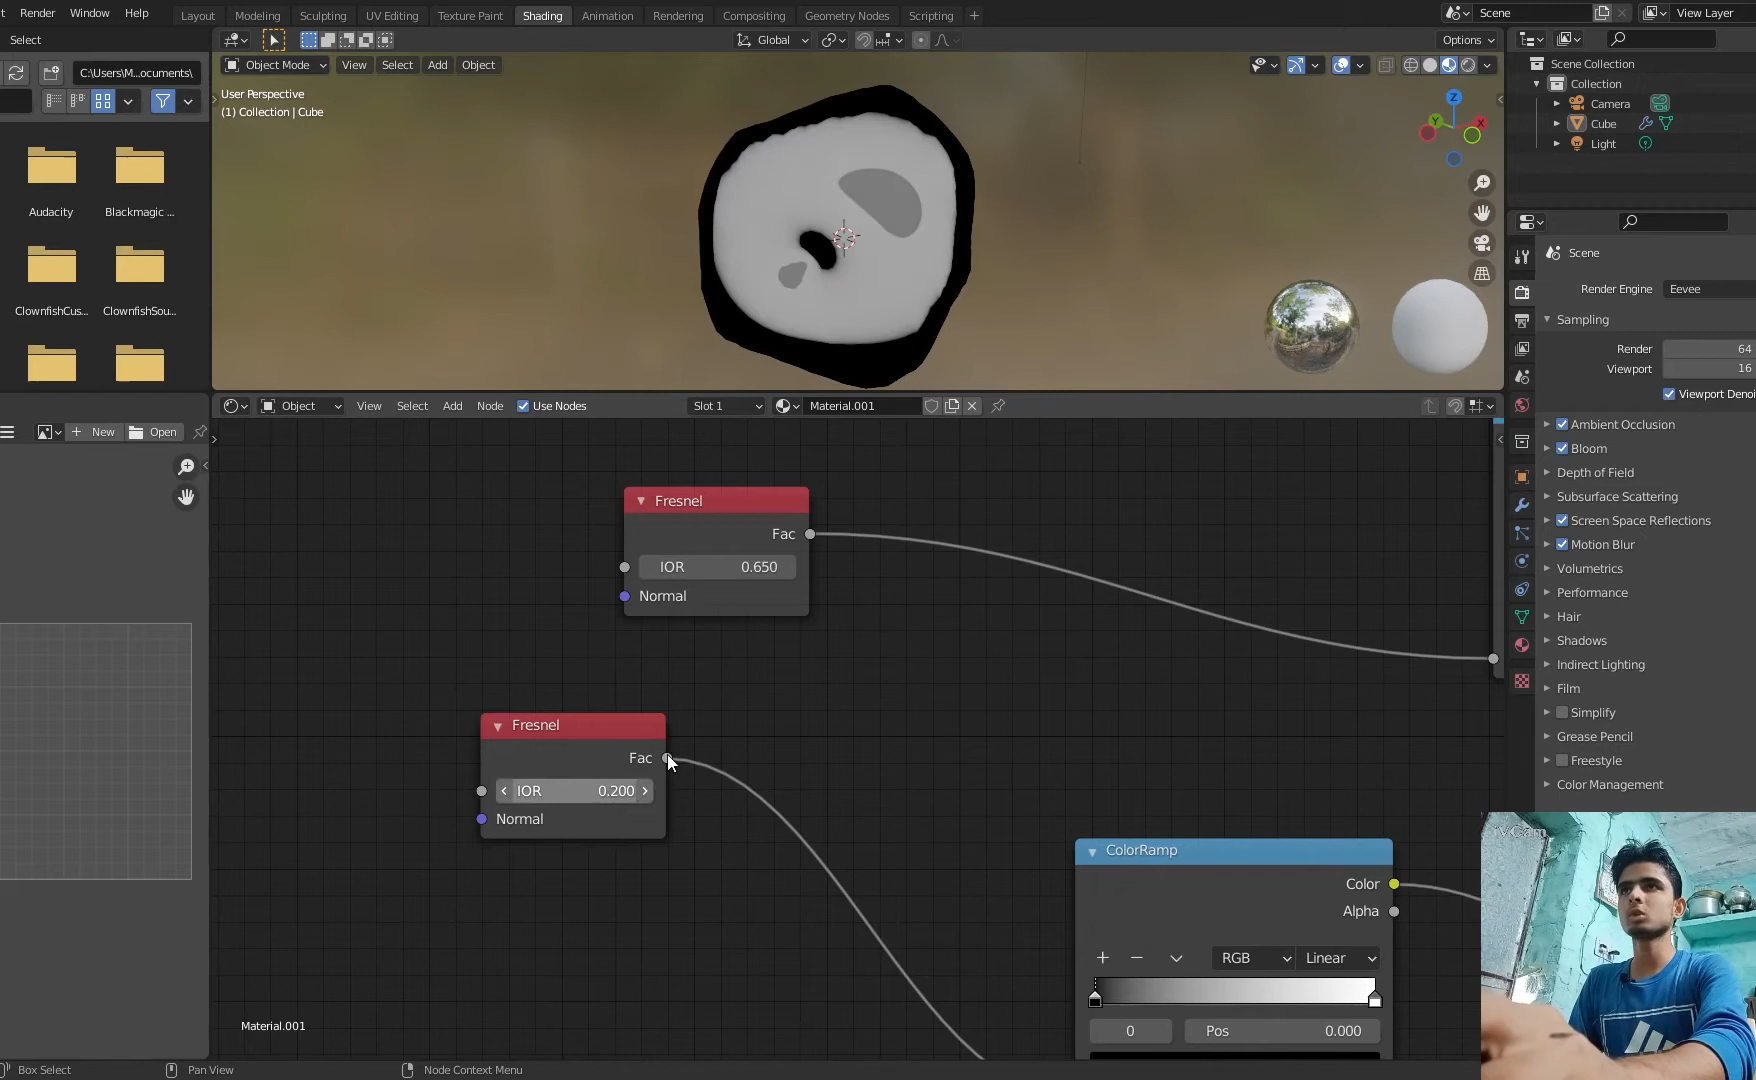 t Render Window Help Layout Modeling Sculpting UV Editing Texture Paint Shading Animation Rendering Compositing Geometry Nodes Scripting + Scene View Layer
Select Global Options
C:\Users\M...ocuments\ Object Mode View Select Add Object Scene Collection
Collection
User Perspective
(1) Collection | Cube
Camera
Cube
Light
Z
Y
X
Audacity Blackmagic ...
ClownfishCus... ClownfishSou...
Scene
Render Engine Eevee
Sampling
Render 64
Viewport 16
Viewport Denoi
Ambient Occlusion
Bloom
Depth of Field
Subsurface Scattering
Screen Space Reflections
Motion Blur
Volumetrics
Performance
Hair
Shadows
Indirect Lighting
Film
Simplify
Grease Pencil
Freestyle
Color Management
+ New Open
Object View Select Add Node Use Nodes Slot 1 Material.001
Fresnel
Fac
IOR 0.650
Normal
Fresnel
Fac
IOR 0.200
Normal
ColorRamp
Color
Alpha
RGB Linear
0 Pos 0.000
Material.001
iVCam
Box Select Pan View Node Context Menu